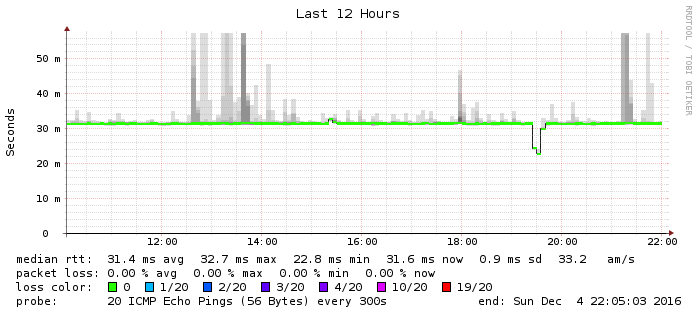 Last 12 Hours
RRDTOOL / TOBI OETIKER
Seconds
50 m
40 m
30 m
20 m
10 m
0
12:00 14:00 16:00 18:00 20:00 22:00
median rtt: 31.4 ms avg 32.7 ms max 22.8 ms min 31.6 ms now 0.9 ms sd 33.2 am/s
packet loss: 0.00 % avg 0.00 % max 0.00 % min 0.00 % now
loss color: 0 1/20 2/20 3/20 4/20 10/20 19/20
probe: 20 ICMP Echo Pings (56 Bytes) every 300s end: Sun Dec 4 22:05:03 2016